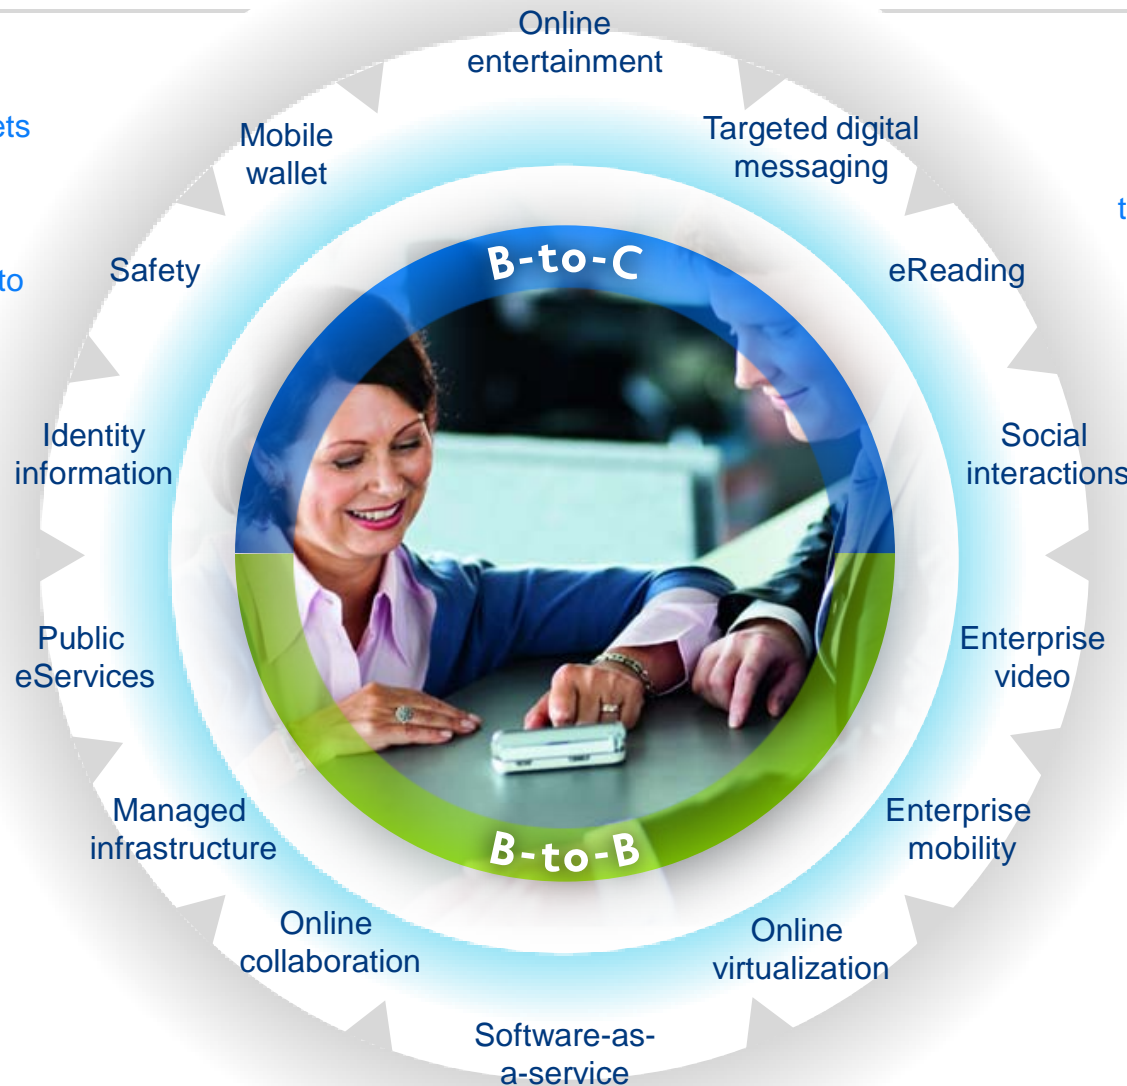 Online
entertainment
Targeted digital
messaging
Mobile
wallet
Safety
eReading
Identity
information
Social
interactions
Public
eServices
Enterprise
video
Managed
infrastructure
Enterprise
mobility
Online
collaboration
Online
virtualization
Software-as-
a-service
B-to-C
B-to-B
to